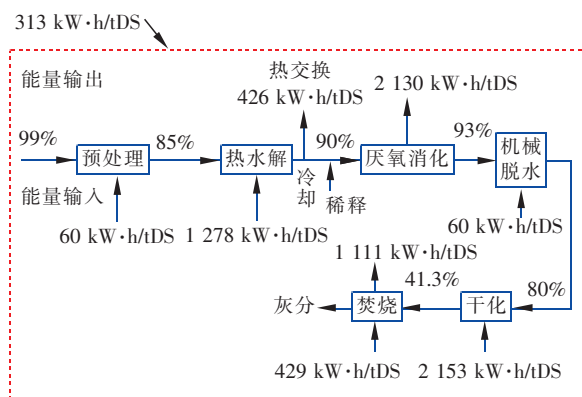 313 kW·h/tDS
能量输出
热交换
426 kW·h/tDS
2 130 kW·h/tDS
99%
预处理
85%
热水解
90%
厌氧消化
93%
机械
脱水
冷却
稀释
能量输入
60 kW·h/tDS
1 278 kW·h/tDS
60 kW·h/tDS
1 111 kW·h/tDS
41.3%
80%
灰分
焚烧
干化
429 kW·h/tDS
2 153 kW·h/tDS